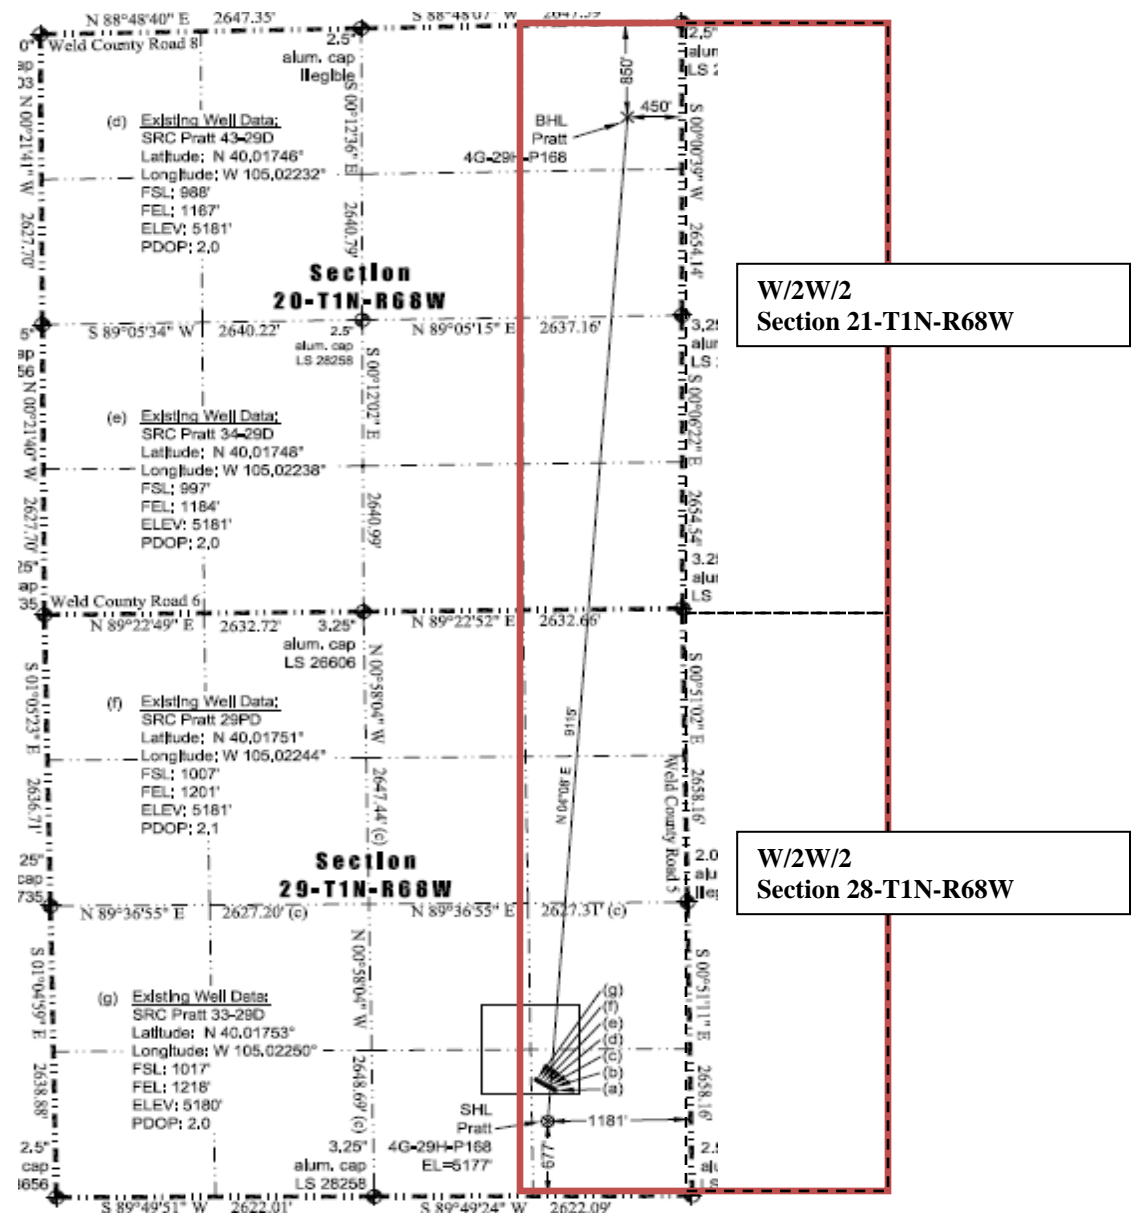 N 88°48'40" E 2647.35'
S 88°48'07" W 2647.59'
Weld County Road 8
2.5"
alum. cap
Illegible
S 00°12'36" E 2640.79'
N 00°21'41" W 2627.70'
(d) Existing Well Data:
SRC Pratt 43-29D
Latitude: N 40.01746°
Longitude: W 105.02232°
FSL: 988'
FEL: 1167'
ELEV: 5181'
PDOP: 2.0
850'
450'
BHL
Pratt
4G-29H-P168
2.5"
S 00°00'39" W 2654.14'
Section
20-T1N-R68W
W/2W/2
Section 21-T1N-R68W
S 89°05'34" W 2640.22'
2.5"
alum. cap
LS 28258
N 89°05'15" E 2637.16'
N 00°21'40" W 2627.70'
S 00°12'02" E 2640.99'
S 00°06'22" E 2654.54'
(e) Existing Well Data:
SRC Pratt 34-29D
Latitude: N 40.01748°
Longitude: W 105.02238°
FSL: 997'
FEL: 1184'
ELEV: 5181'
PDOP: 2.0
Weld County Road 6
N 89°22'49" E 2632.72'
3.25"
alum. cap
LS 26606
N 89°22'52" E 2632.66'
S 01°05'23" E 2636.71'
N 00°58'04" W 2647.44' (c)
S 00°51'02" E 2658.16'
Weld County Road 5
(f) Existing Well Data:
SRC Pratt 29PD
Latitude: N 40.01751°
Longitude: W 105.02244°
FSL: 1007'
FEL: 1201'
ELEV: 5181'
PDOP: 2.1
N 04°08' E 9115'
Section
29-T1N-R68W
W/2W/2
Section 28-T1N-R68W
N 89°36'55" E 2627.20' (c)
N 89°36'55" E 2627.31' (c)
S 01°04'59" E 2638.88'
N 00°58'04" W 2648.69' (c)
S 00°51'11" E 2658.16'
(g) Existing Well Data:
SRC Pratt 33-29D
Latitude: N 40.01753°
Longitude: W 105.02250°
FSL: 1017'
FEL: 1218'
ELEV: 5180'
PDOP: 2.0
(g)
(f)
(e)
(d)
(c)
(b)
(a)
SHL
Pratt
4G-29H-P168
EL=5177'
1181'
677'
3.25"
alum. cap
LS 28258
S 89°49'51" W 2622.01'
S 89°49'24" W 2622.09'